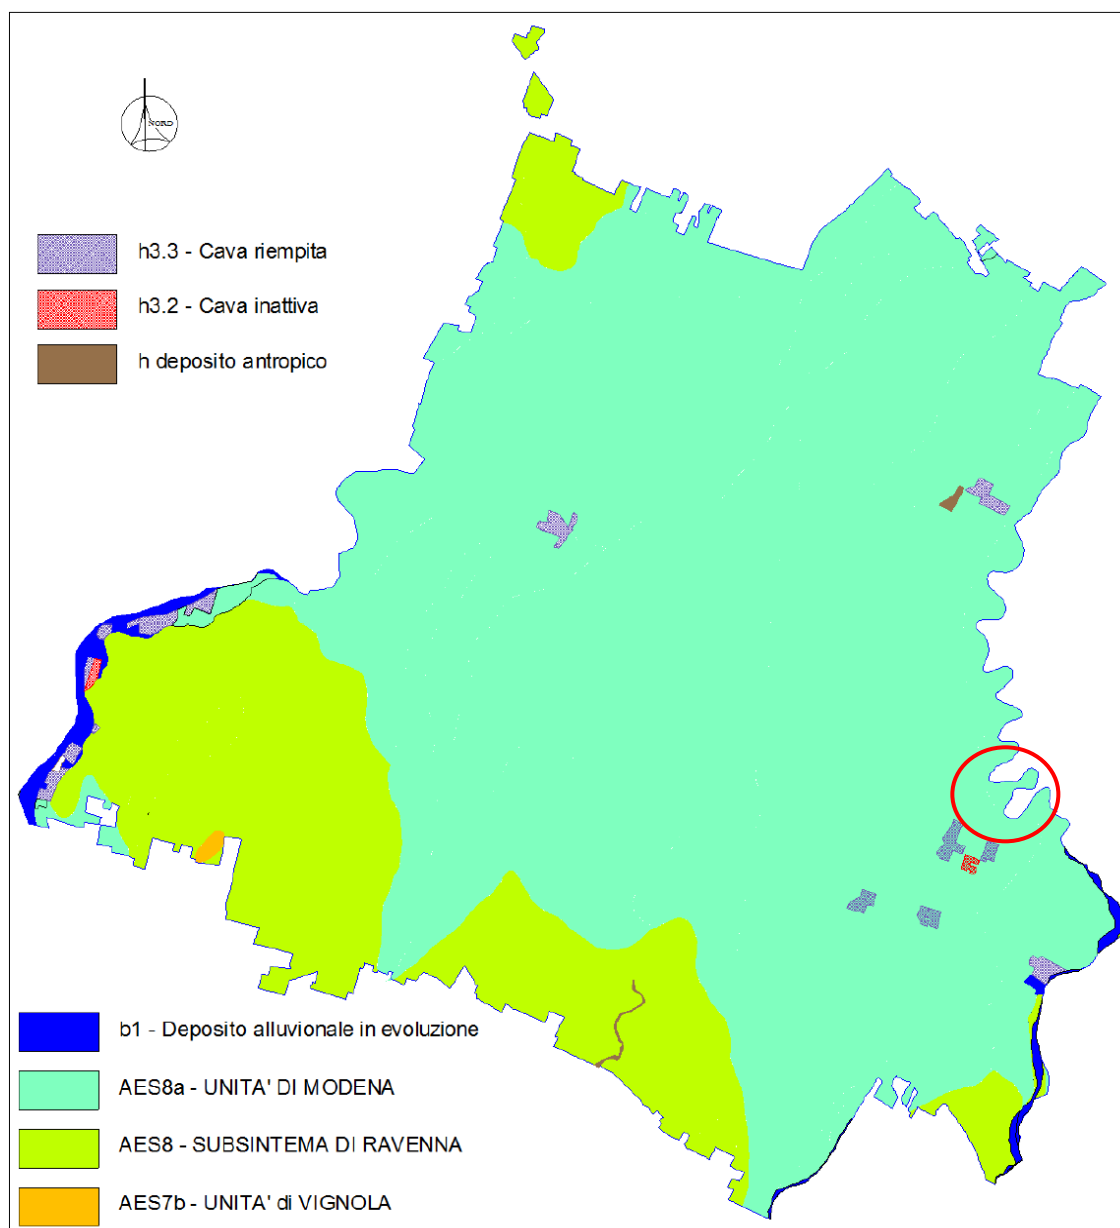 NORD
h3.3 - Cava riempita
h3.2 - Cava inattiva
h deposito antropico
b1 - Deposito alluvionale in evoluzione
AES8a - UNITA' DI MODENA
AES8 - SUBSINTEMA DI RAVENNA
AES7b - UNITA' di VIGNOLA